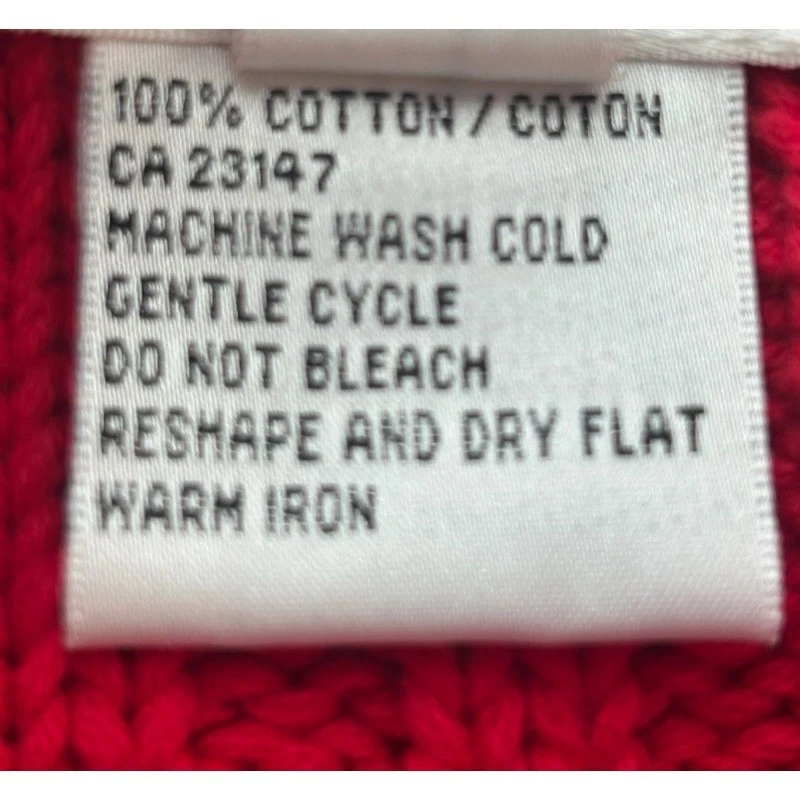 100% COTTON / COTON
CA 23147
MACHINE WASH COLD
GENTLE CYCLE
DO NOT BLEACH
RESHAPE AND DRY FLAT
WARM IRON